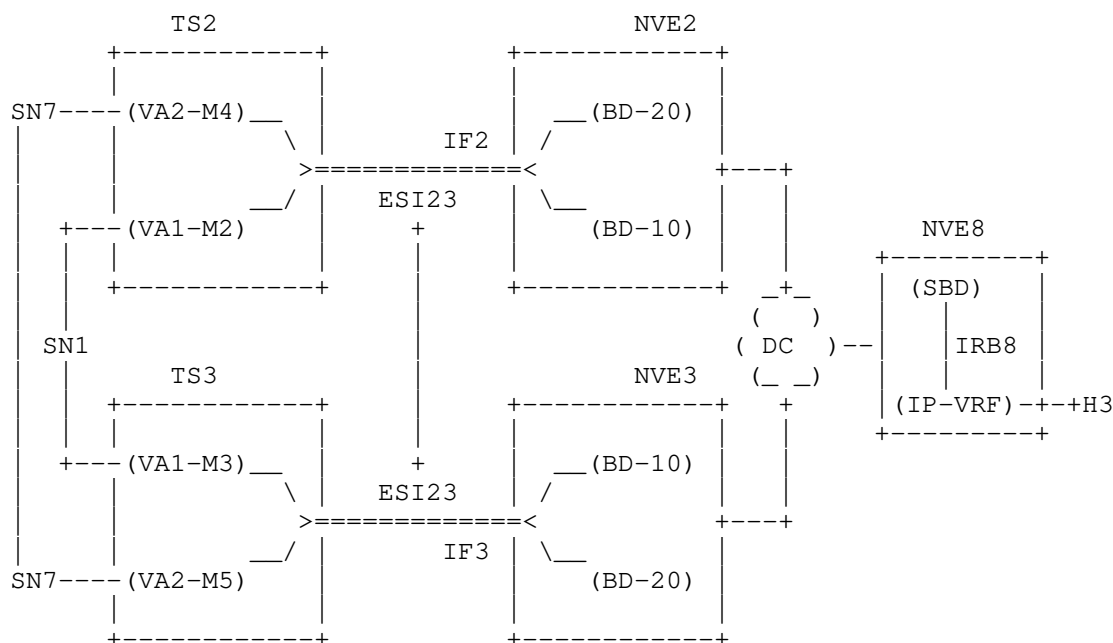 TS2 NVE2
SN7 (VA2-M4) (BD-20)
IF2
ESI23
(VA1-M2) (BD-10)
NVE8
(SBD)
SN1 ( DC ) IRB8
TS3 NVE3
(IP-VRF) H3
(VA1-M3) (BD-10)
ESI23
IF3
SN7 (VA2-M5) (BD-20)